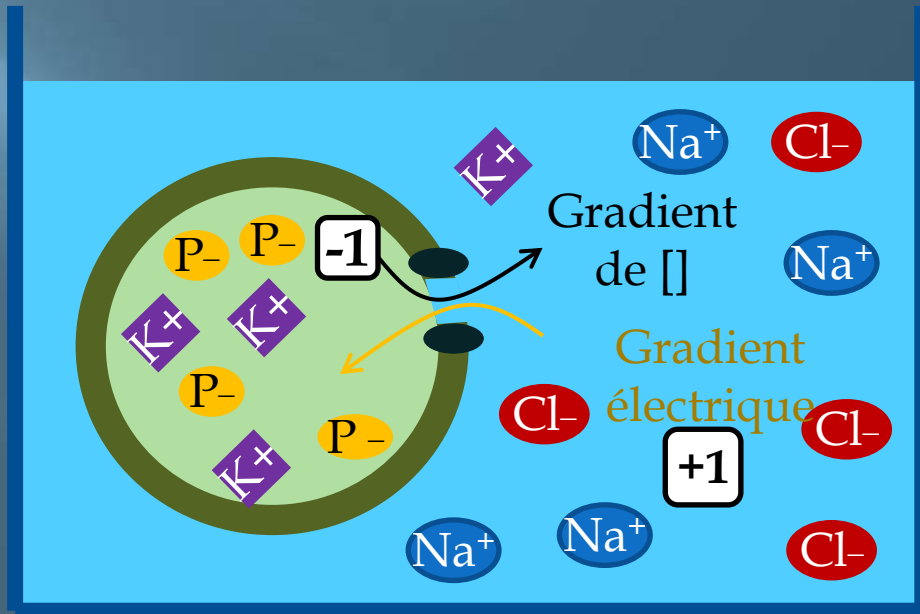 Na⁺
Cl–
K⁺
Gradient
de []
P–
P–
-1
Na⁺
K⁺
K⁺
Gradient
électrique
P–
Cl–
Cl–
P –
+1
K⁺
Na⁺
Na⁺
Cl–